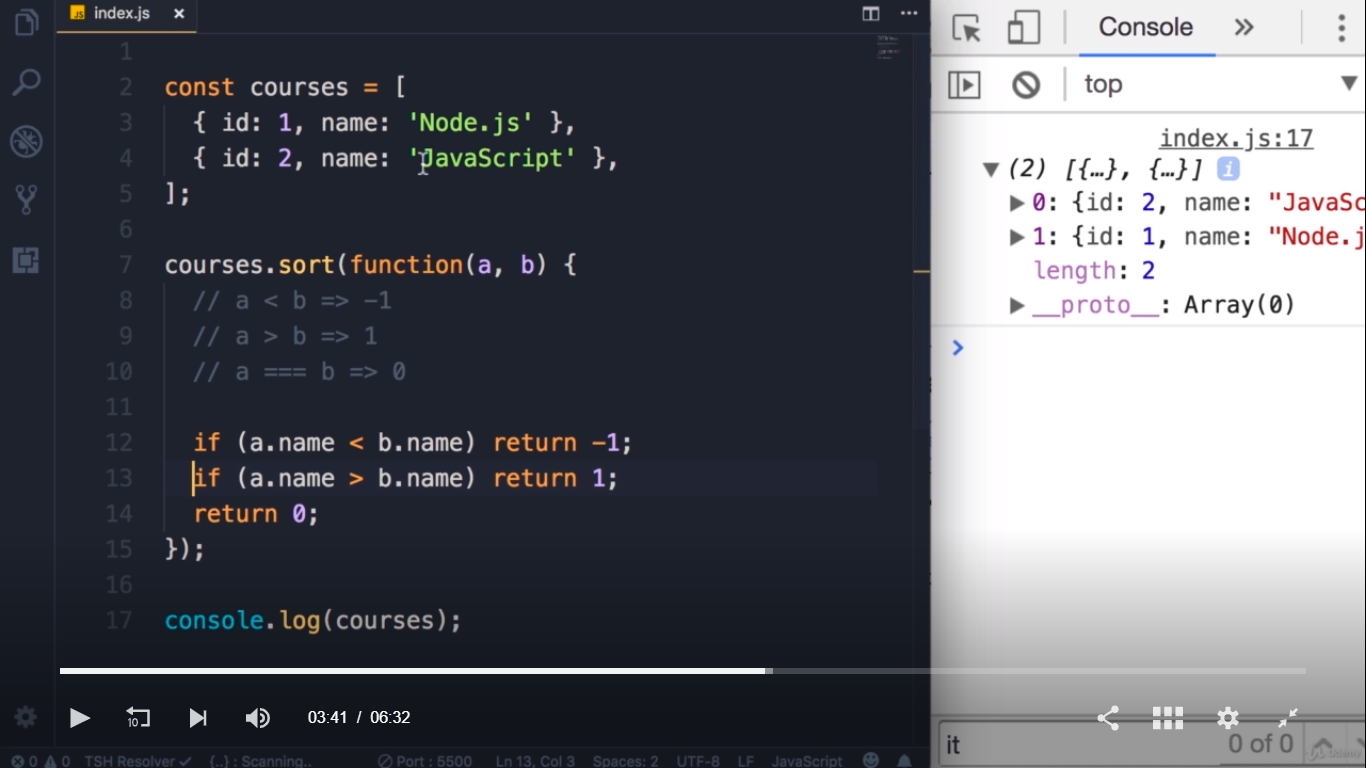 index.js
1
2 const courses = [
3 { id: 1, name: 'Node.js' },
4 { id: 2, name: 'JavaScript' },
5 ];
6
7 courses.sort(function(a, b) {
8 // a < b => -1
9 // a > b => 1
10 // a === b => 0
11
12 if (a.name < b.name) return -1;
13 if (a.name > b.name) return 1;
14 return 0;
15 });
16
17 console.log(courses);
10
03:41 / 06:32
0 0 TSH Resolver {..} : Scanning.. Port : 5500 Ln 13, Col 3 Spaces: 2 UTF-8 LF JavaScript
Console
top
index.js:17
(2) [{…}, {…}] i
0: {id: 2, name: "JavaSc
1: {id: 1, name: "Node.j
length: 2
__proto__: Array(0)
it 0 of 0